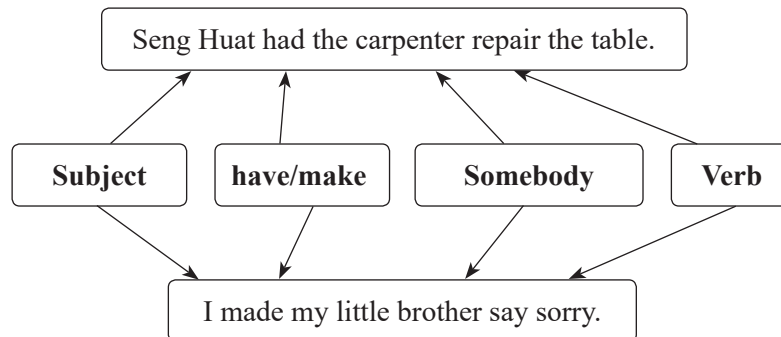 Seng Huat had the carpenter repair the table.
Subject have/make Somebody Verb
I made my little brother say sorry.